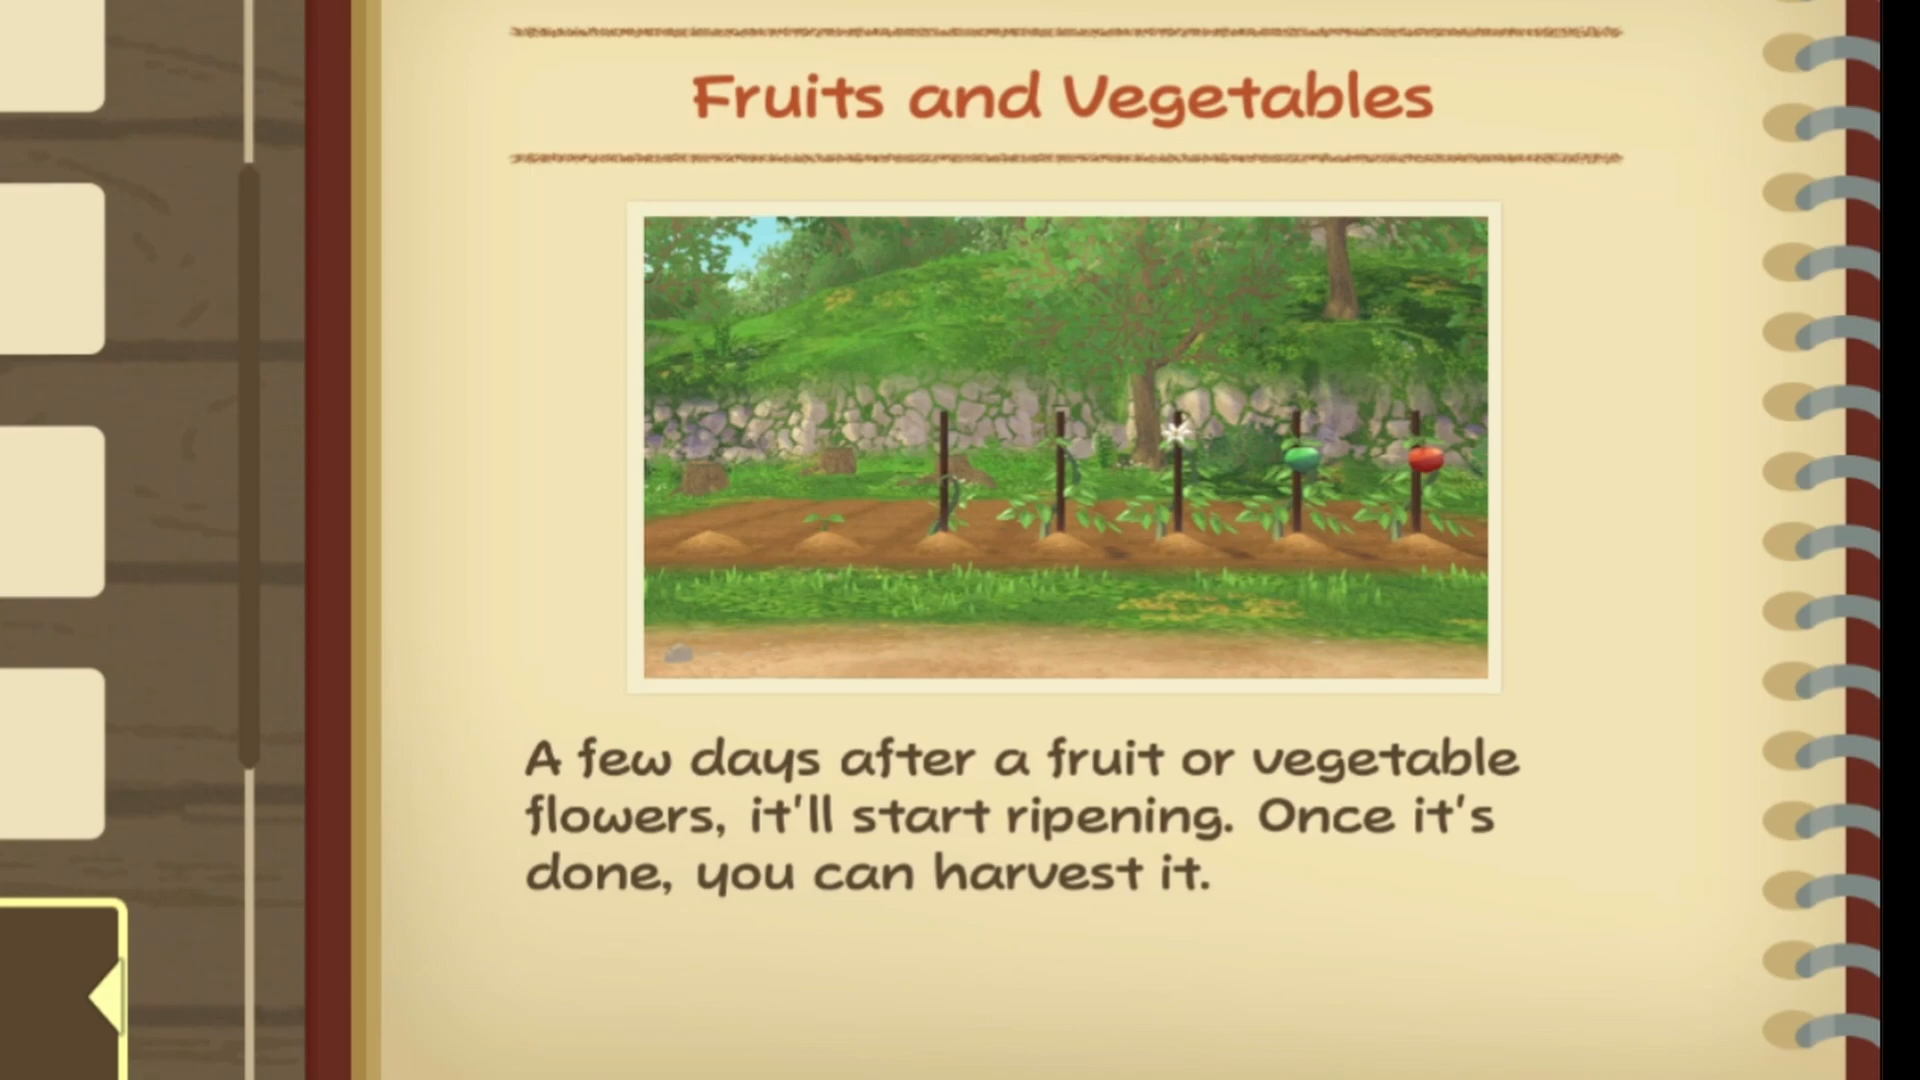 Fruits and Vegetables
A few days after a fruit or vegetable
flowers, it'll start ripening. Once it's
done, you can harvest it.